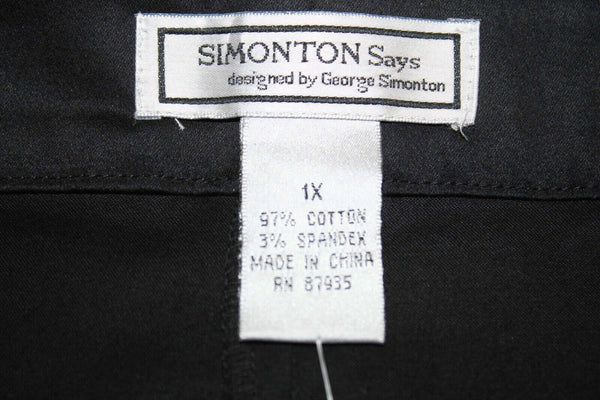 SIMONTON Says
designed by George Simonton
1X
97% COTTON
3% SPANDEX
MADE IN CHINA
RN 87935